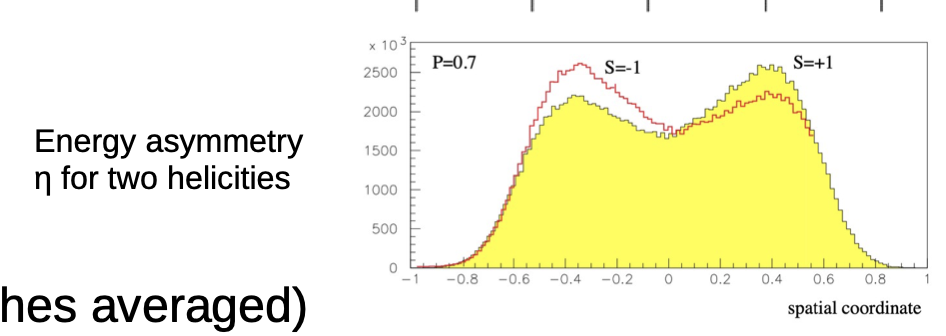 × 10³
P=0.7
S=-1
S=+1
2500
2000
1500
1000
500
0
−1 −0.8 −0.6 −0.4 −0.2 0 0.2 0.4 0.6 0.8 1
spatial coordinate
Energy asymmetry
η for two helicities
hes averaged)